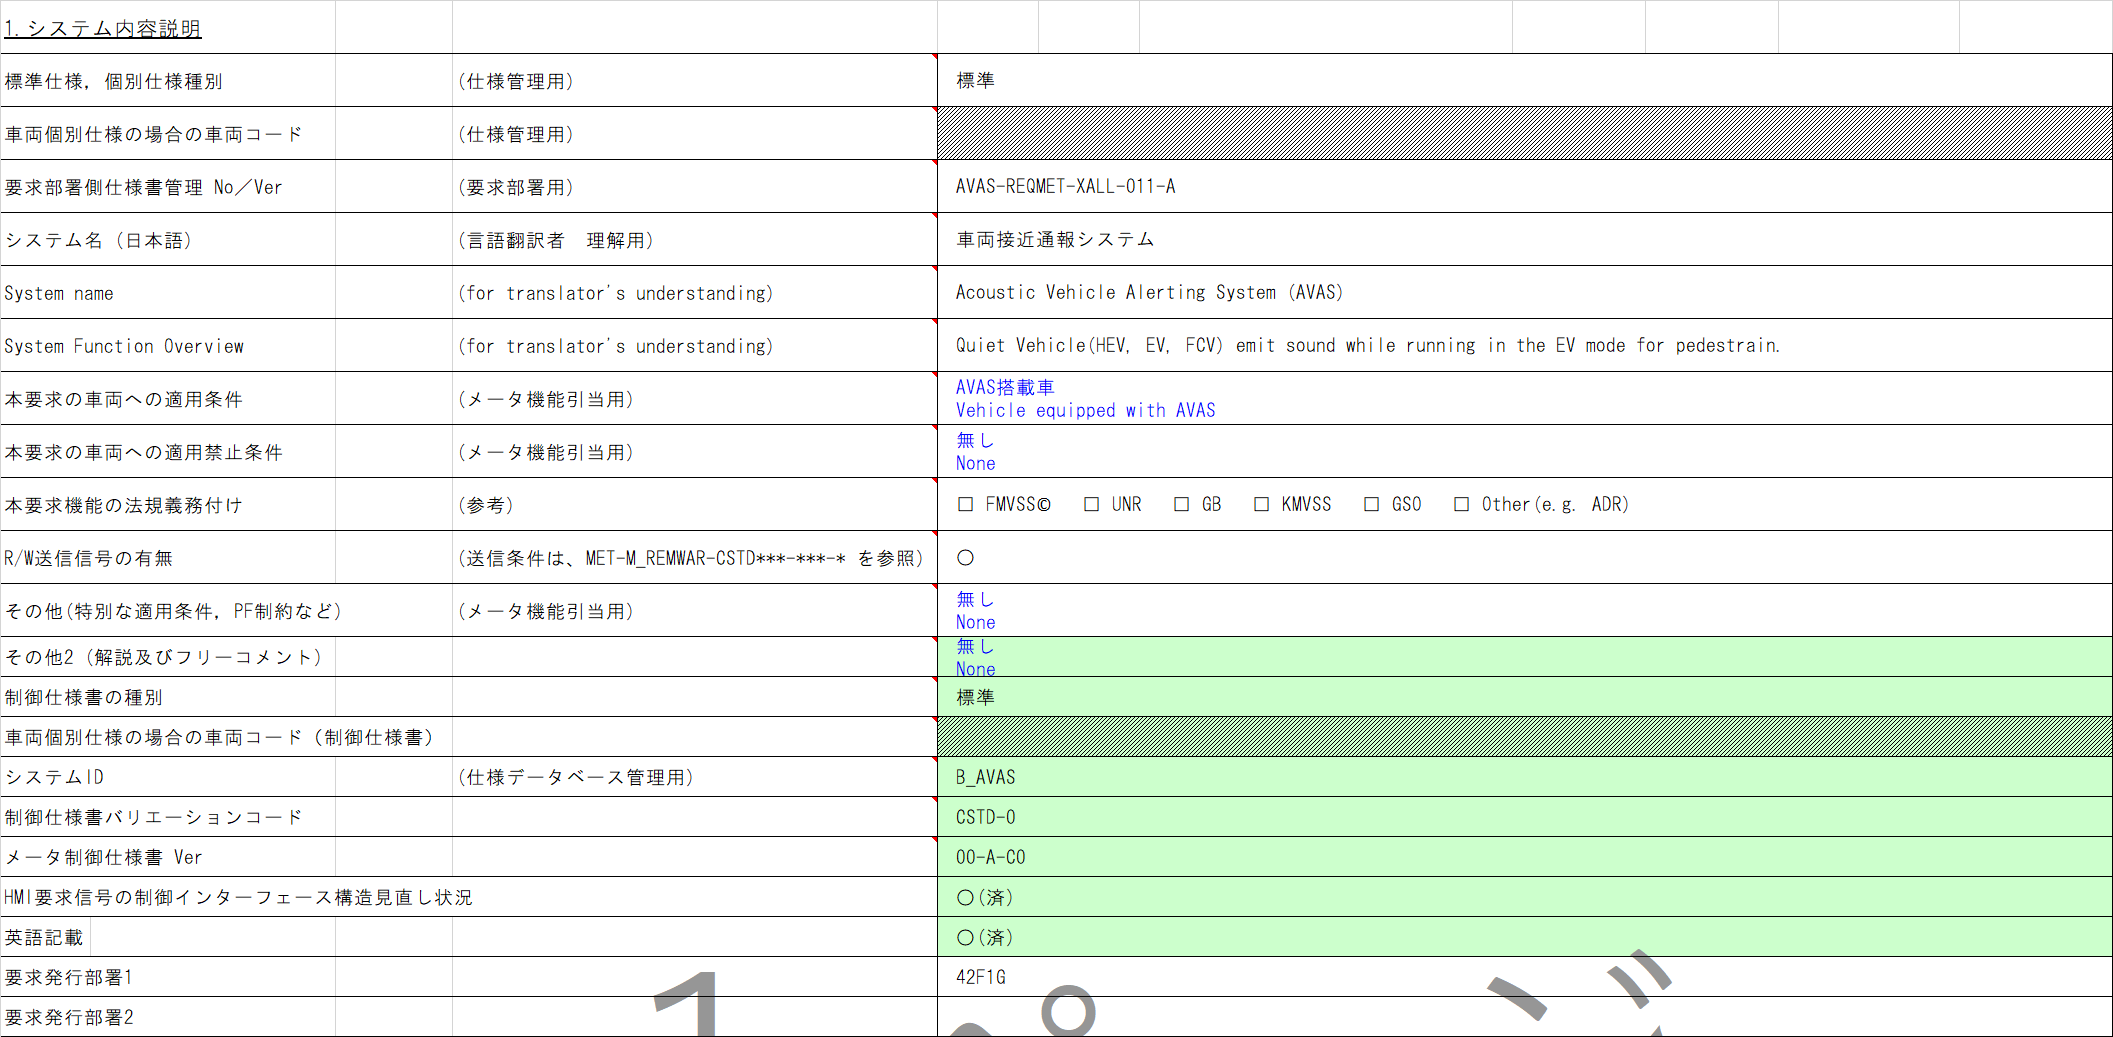 1. システム内容説明
標準仕様, 個別仕様種別 (仕様管理用) 標準
車両個別仕様の場合の車両コード (仕様管理用)
要求部署側仕様書管理 No／Ver (要求部署用) AVAS-REQMET-XALL-011-A
システム名 (日本語) (言語翻訳者　理解用) 車両接近通報システム
System name (for translator's understanding) Acoustic Vehicle Alerting System (AVAS)
System Function Overview (for translator's understanding) Quiet Vehicle(HEV, EV, FCV) emit sound while running in the EV mode for pedestrain.
本要求の車両への適用条件 (メータ機能引当用) AVAS搭載車
Vehicle equipped with AVAS
本要求の車両への適用禁止条件 (メータ機能引当用) 無し
None
本要求機能の法規義務付け (参考) □ FMVSS© □ UNR □ GB □ KMVSS □ GSO □ Other(e.g. ADR)
R/W送信信号の有無 (送信条件は、MET-M_REMWAR-CSTD***-***-* を参照) ○
その他(特別な適用条件, PF制約など) (メータ機能引当用) 無し
None
その他2 (解説及びフリーコメント) 無し
None
制御仕様書の種別 標準
車両個別仕様の場合の車両コード (制御仕様書)
システムID (仕様データベース管理用) B_AVAS
制御仕様書バリエーションコード CSTD-0
メータ制御仕様書 Ver 00-A-C0
HMI要求信号の制御インターフェース構造見直し状況 ○(済)
英語記載 ○(済)
要求発行部署1 42F1G
要求発行部署2